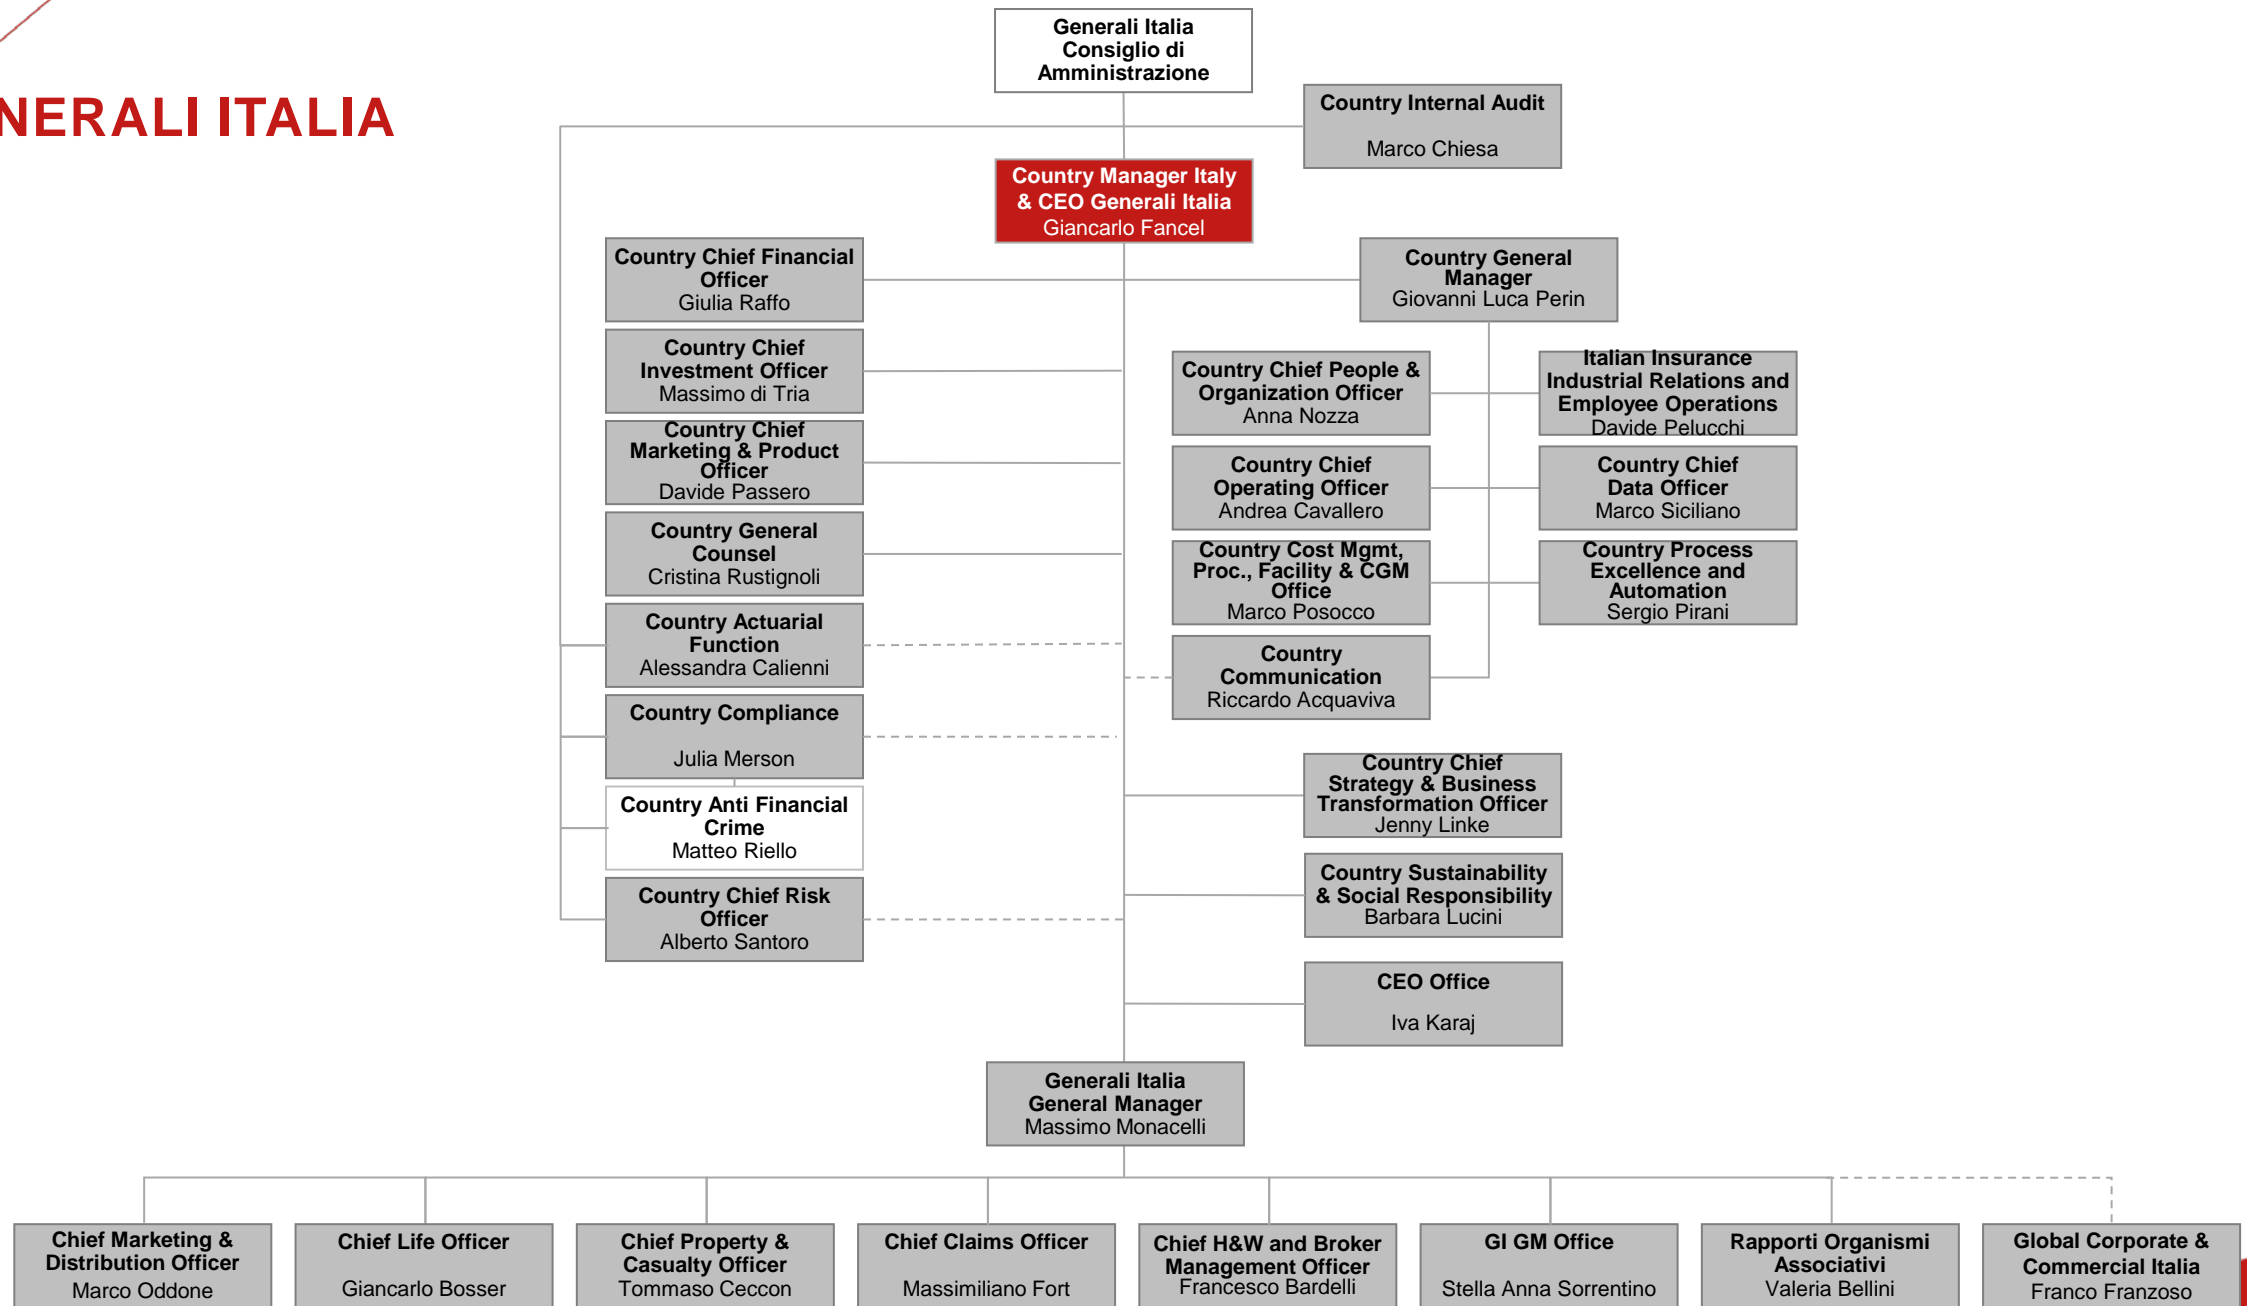 NERALI ITALIA
Generali Italia
Consiglio di
Amministrazione
Country Internal Audit
Marco Chiesa
Country Manager Italy
& CEO Generali Italia
Giancarlo Fancel
Country Chief Financial
Officer
Giulia Raffo
Country General
Manager
Giovanni Luca Perin
Country Chief
Investment Officer
Massimo di Tria
Country Chief People &
Organization Officer
Anna Nozza
Italian Insurance
Industrial Relations and
Employee Operations
Davide Pelucchi
Country Chief
Marketing & Product
Officer
Davide Passero
Country Chief
Operating Officer
Andrea Cavallero
Country Chief
Data Officer
Marco Siciliano
Country General
Counsel
Cristina Rustignoli
Country Cost Mgmt,
Proc., Facility & CGM
Office
Marco Posocco
Country Process
Excellence and
Automation
Sergio Pirani
Country Actuarial
Function
Alessandra Calienni
Country
Communication
Riccardo Acquaviva
Country Compliance
Julia Merson
Country Chief
Strategy & Business
Transformation Officer
Jenny Linke
Country Anti Financial
Crime
Matteo Riello
Country Sustainability
& Social Responsibility
Barbara Lucini
Country Chief Risk
Officer
Alberto Santoro
CEO Office
Iva Karaj
Generali Italia
General Manager
Massimo Monacelli
Chief Marketing &
Distribution Officer
Marco Oddone
Chief Life Officer
Giancarlo Bosser
Chief Property &
Casualty Officer
Tommaso Ceccon
Chief Claims Officer
Massimiliano Fort
Chief H&W and Broker
Management Officer
Francesco Bardelli
GI GM Office
Stella Anna Sorrentino
Rapporti Organismi
Associativi
Valeria Bellini
Global Corporate &
Commercial Italia
Franco Franzoso